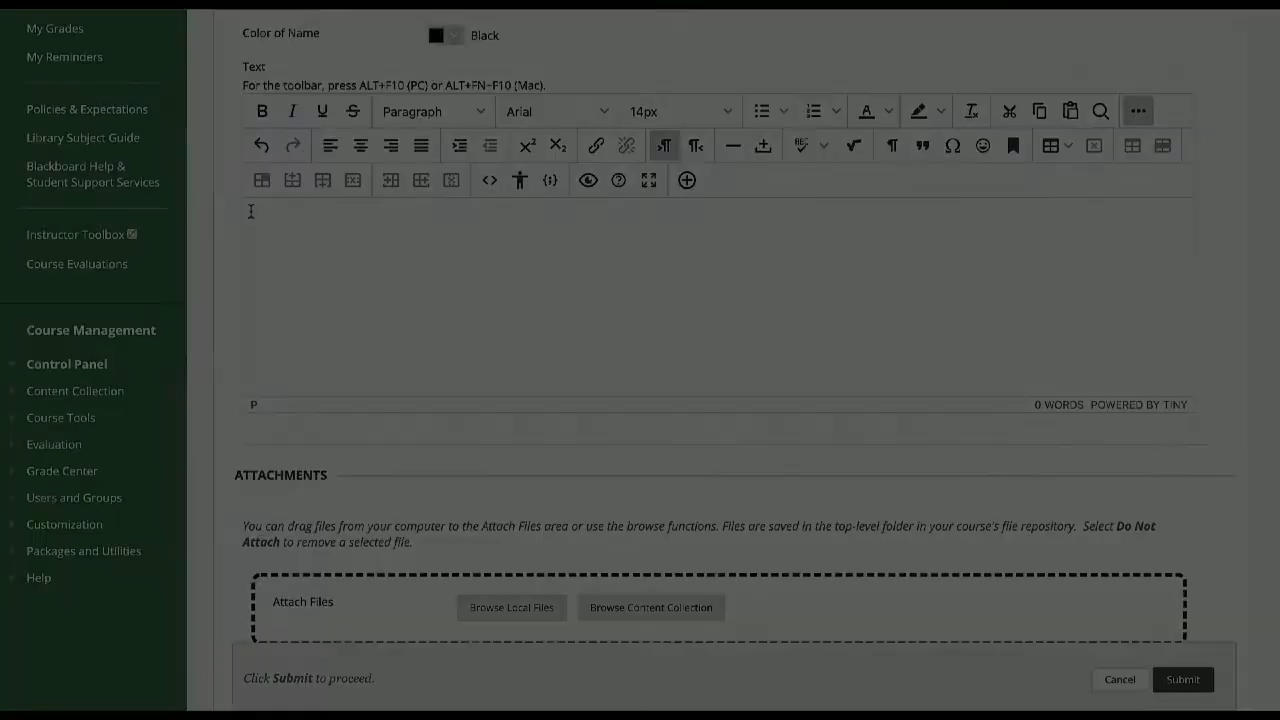 My Grades
My Reminders
Policies & Expectations
Library Subject Guide
Blackboard Help &
Student Support Services
Instructor Toolbox
Course Evaluations
Course Management
Control Panel
Content Collection
Course Tools
Evaluation
Grade Center
Users and Groups
Customization
Packages and Utilities
Help
Color of Name
Black
Text
For the toolbar, press ALT+F10 (PC) or ALT+FN+F10 (Mac).
B I U S Paragraph Arial 14px
P
0 WORDS POWERED BY TINY
ATTACHMENTS
You can drag files from your computer to the Attach Files area or use the browse functions. Files are saved in the top-level folder in your course's file repository. Select Do Not
Attach to remove a selected file.
Attach Files
Browse Local Files
Browse Content Collection
Click Submit to proceed.
Cancel
Submit